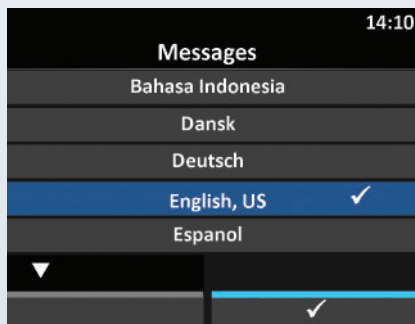 14:10
Messages
Bahasa Indonesia
Dansk
Deutsch
English, US
Espanol